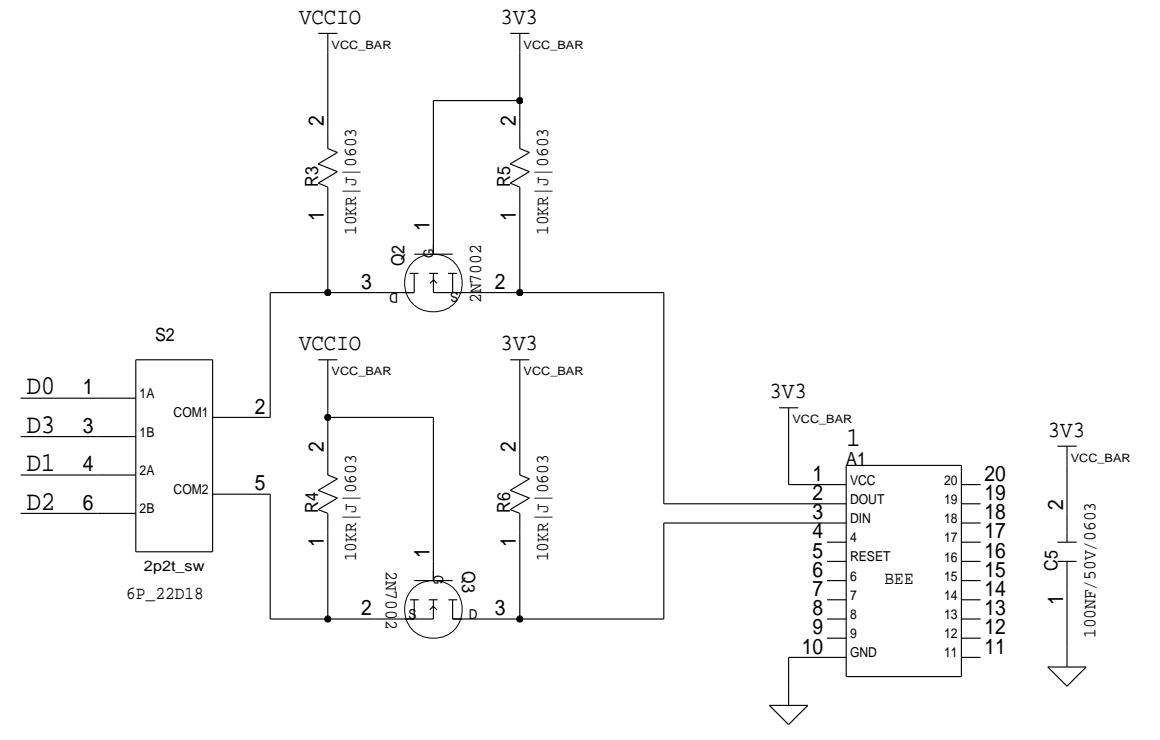 VCCIO
VCC_BAR
3V3
VCC_BAR
2
R3
10KR|J|0603
1
2
R5
10KR|J|0603
1
1
Q2
G
2N7002
3
D
S
2
S2
VCCIO
VCC_BAR
3V3
VCC_BAR
D0 1 1A
COM1 2
D3 3 1B
D1 4 2A
COM2 5
D2 6 2B
2p2t_sw
6P_22D18
2
R4
10KR|J|0603
1
2
R6
10KR|J|0603
1
1
G
Q3
2N7002
2
S
D
3
3V3
VCC_BAR
1
A1
1 VCC 20 20
2 DOUT 19 19
3 DIN 18 18
4 4 17 17
5 RESET 16 16
6 6 BEE 15 15
7 7 14 14
8 8 13 13
9 9 12 12
10 GND 11 11
3V3
VCC_BAR
2
C5
100NF/50V/0603
1